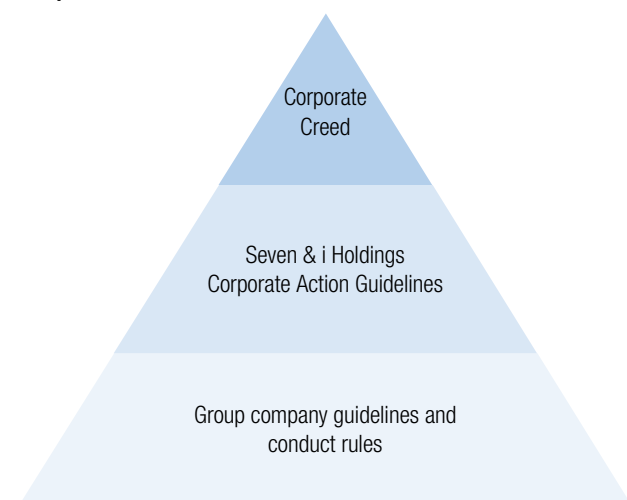 Corporate
Creed
Seven & i Holdings
Corporate Action Guidelines
Group company guidelines and
conduct rules